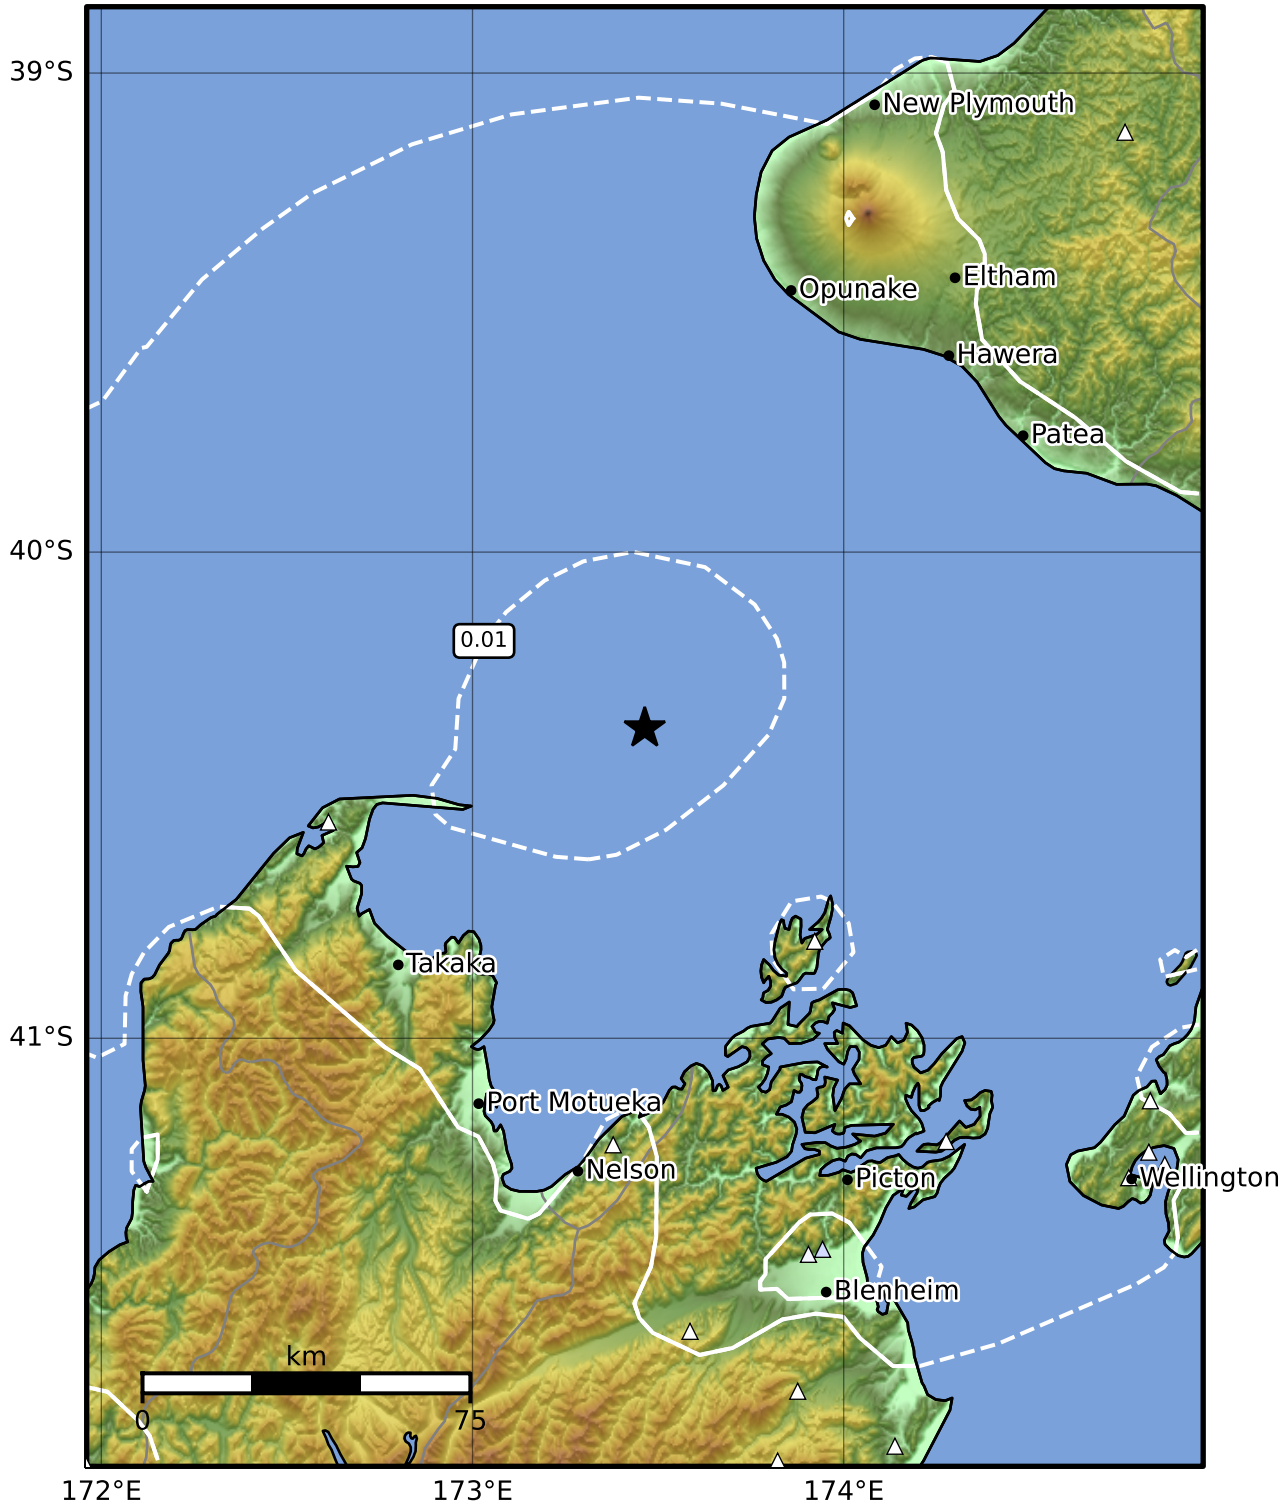 39°S
New Plymouth
Eltham
Opunake
Hawera
Patea
40°S
0.01
Takaka
41°S
Port Motueka
Nelson
Picton
Wellington
Blenheim
km
0 75
172°E 173°E 174°E